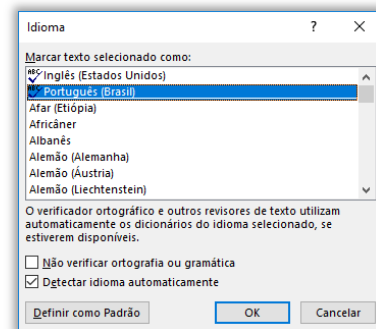 Idioma ? ×
Marcar texto selecionado como:
ABC Inglês (Estados Unidos)
ABC Português (Brasil)
Afar (Etiópia)
Africâner
Albanês
Alemão (Alemanha)
Alemão (Áustria)
Alemão (Liechtenstein)
O verificador ortográfico e outros revisores de texto utilizam
automaticamente os dicionários do idioma selecionado, se
estiverem disponíveis.
Não verificar ortografia ou gramática
Detectar idioma automaticamente
Definir como Padrão OK Cancelar